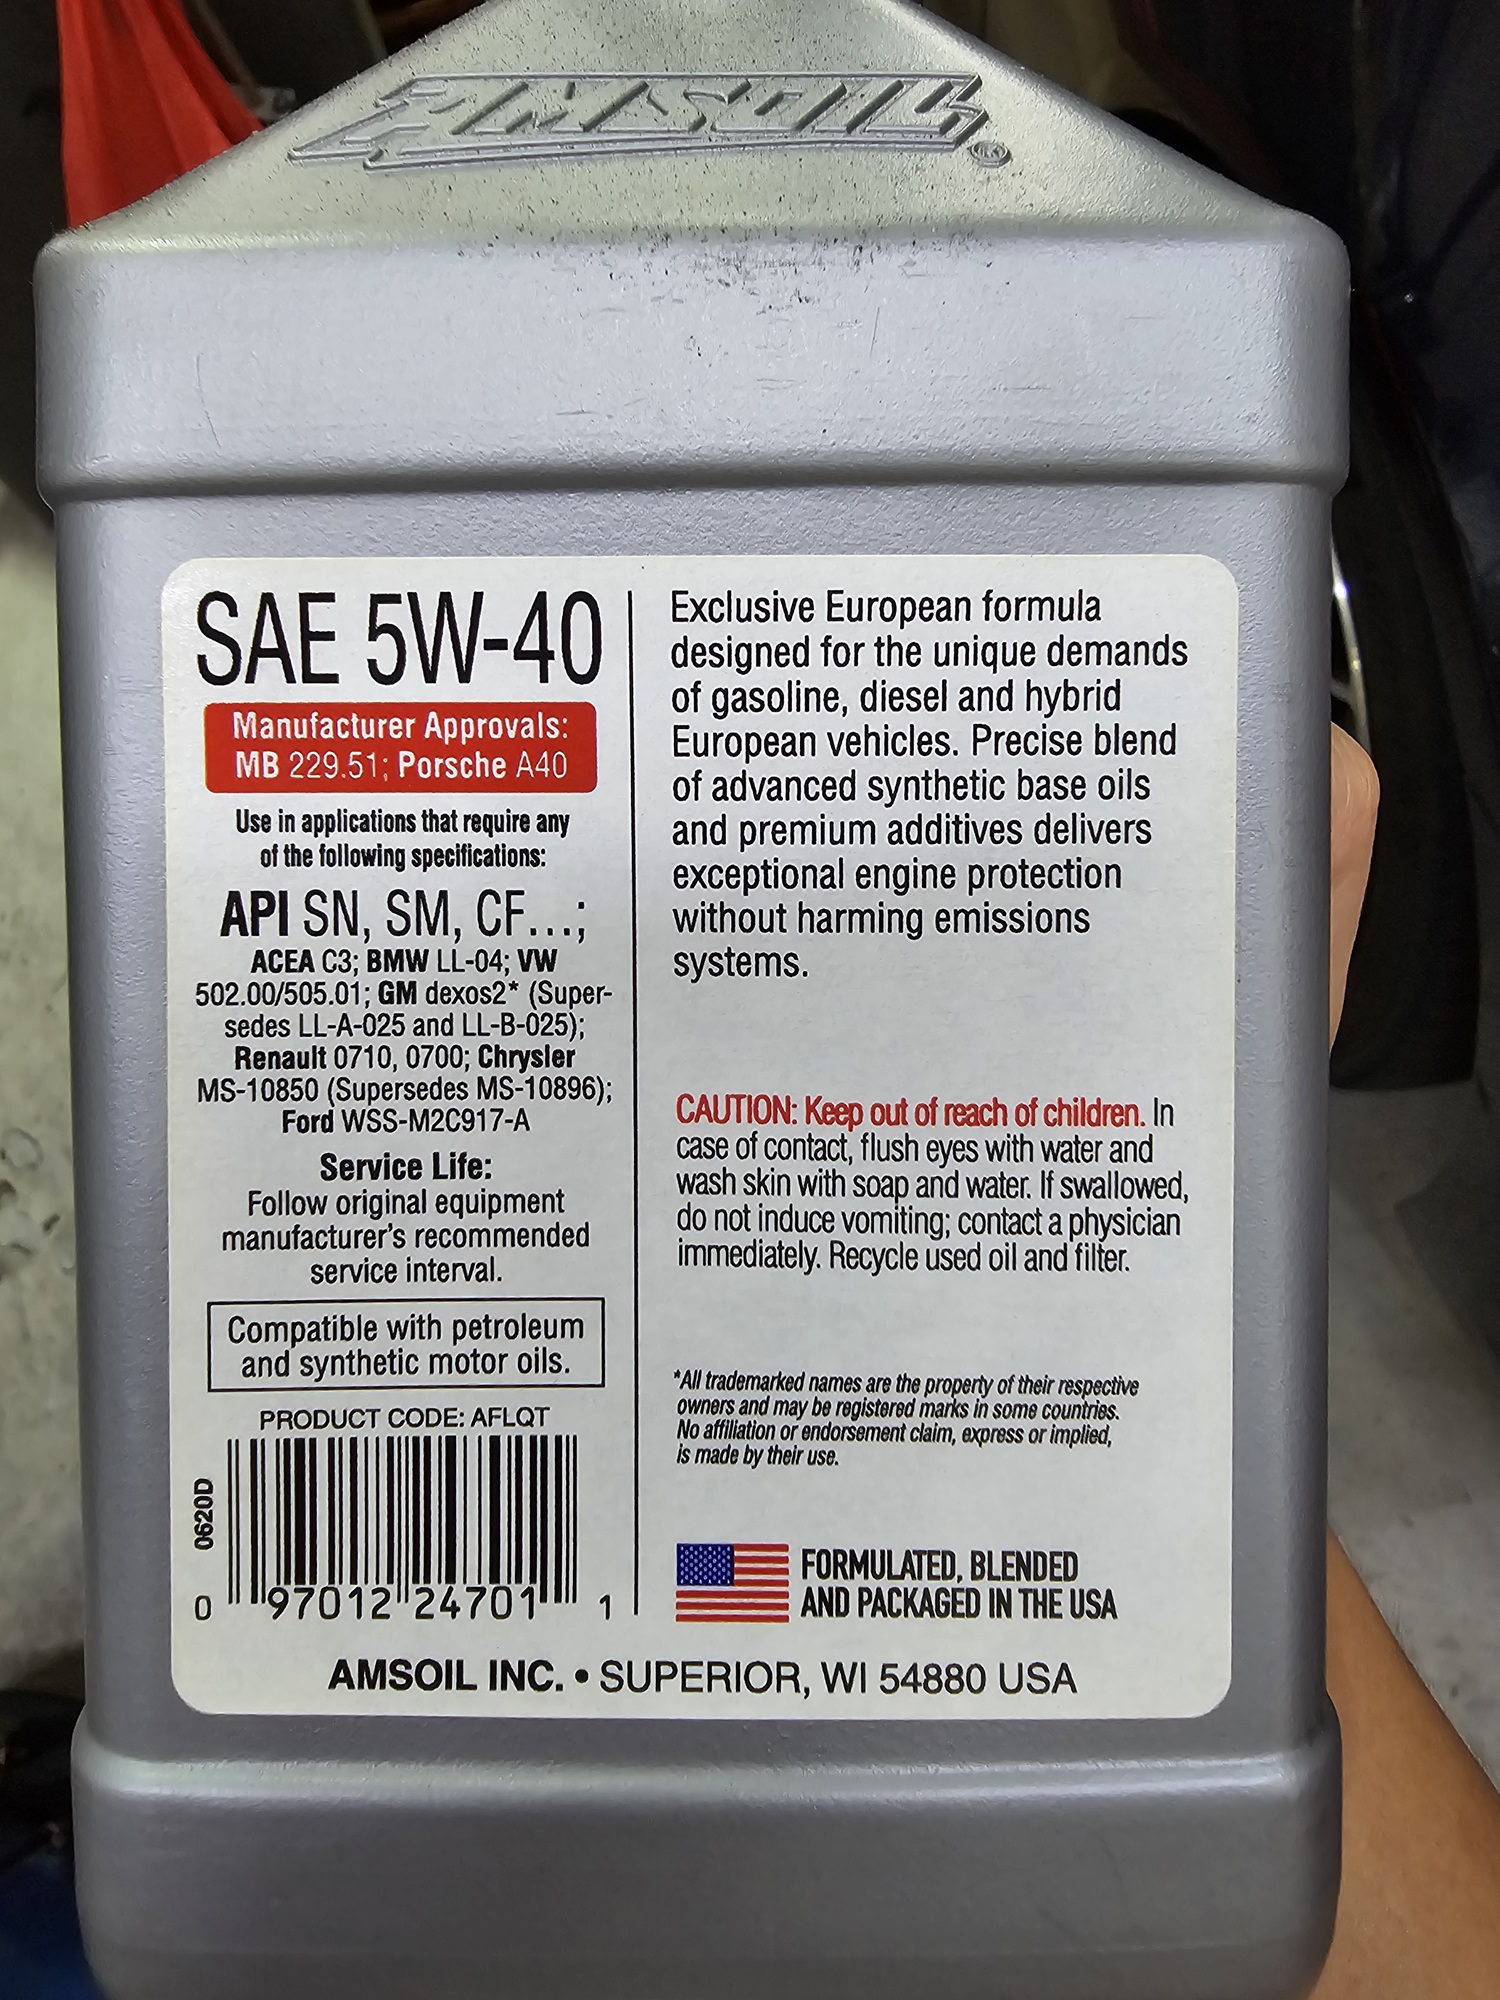 AMSOIL
SAE 5W-40
Manufacturer Approvals:
MB 229.51; Porsche A40
Use in applications that require any
of the following specifications:
API SN, SM, CF...;
ACEA C3; BMW LL-04; VW
502.00/505.01; GM dexos2* (Super-
sedes LL-A-025 and LL-B-025);
Renault 0710, 0700; Chrysler
MS-10850 (Supersedes MS-10896);
Ford WSS-M2C917-A
Service Life:
Follow original equipment
manufacturer's recommended
service interval.
Compatible with petroleum
and synthetic motor oils.
PRODUCT CODE: AFLQT
0620D
0 97012 24701 1
Exclusive European formula
designed for the unique demands
of gasoline, diesel and hybrid
European vehicles. Precise blend
of advanced synthetic base oils
and premium additives delivers
exceptional engine protection
without harming emissions
systems.
CAUTION: Keep out of reach of children. In
case of contact, flush eyes with water and
wash skin with soap and water. If swallowed,
do not induce vomiting; contact a physician
immediately. Recycle used oil and filter.
*All trademarked names are the property of their respective
owners and may be registered marks in some countries.
No affiliation or endorsement claim, express or implied,
is made by their use.
FORMULATED, BLENDED
AND PACKAGED IN THE USA
AMSOIL INC. • SUPERIOR, WI 54880 USA